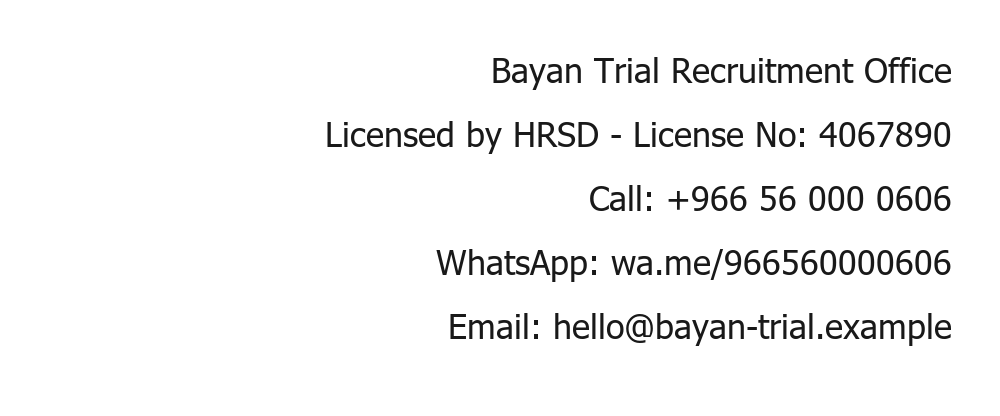 Bayan Trial Recruitment Office
Licensed by HRSD - License No: 4067890
Call: +966 56 000 0606
WhatsApp: wa.me/966560000606
Email: hello@bayan-trial.example